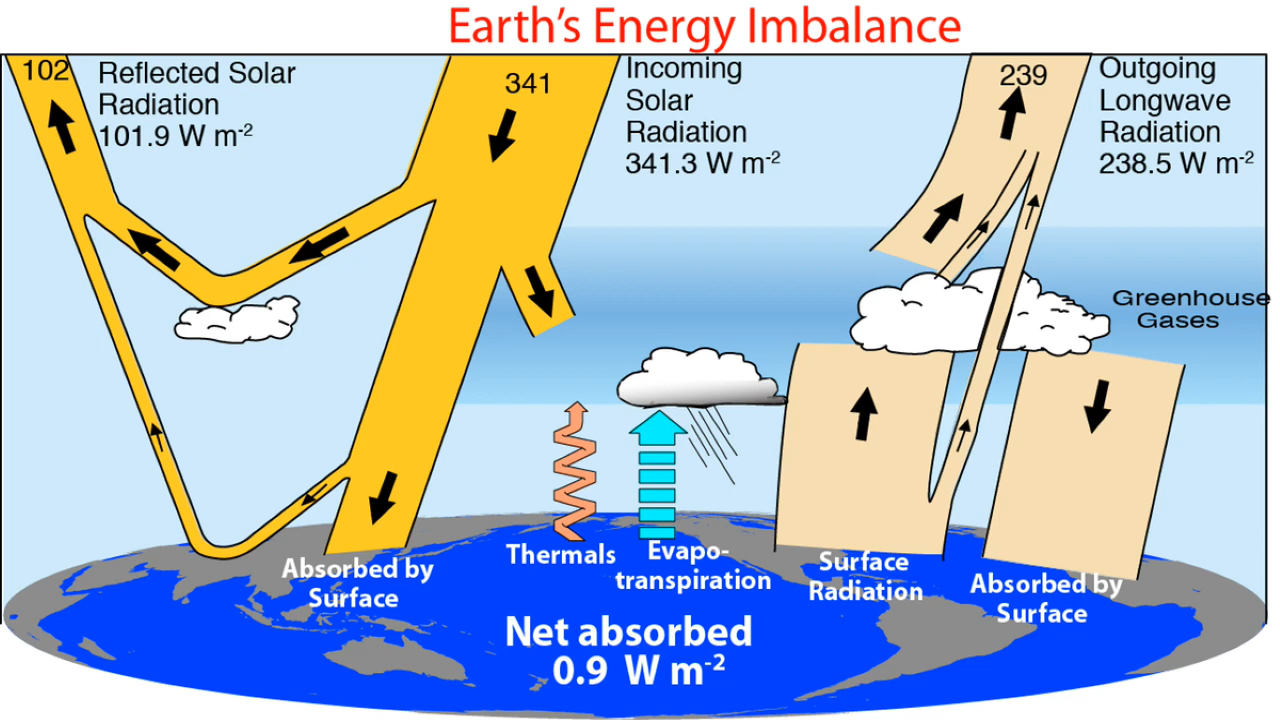 Earth's Energy Imbalance
102
Reflected Solar
Radiation
101.9 W m-2
341
Incoming
Solar
Radiation
341.3 W m-2
239
Outgoing
Longwave
Radiation
238.5 W m-2
Greenhouse
Gases
Absorbed by
Surface
Thermals
Evapo-
transpiration
Surface
Radiation
Absorbed by
Surface
Net absorbed
0.9 W m-2